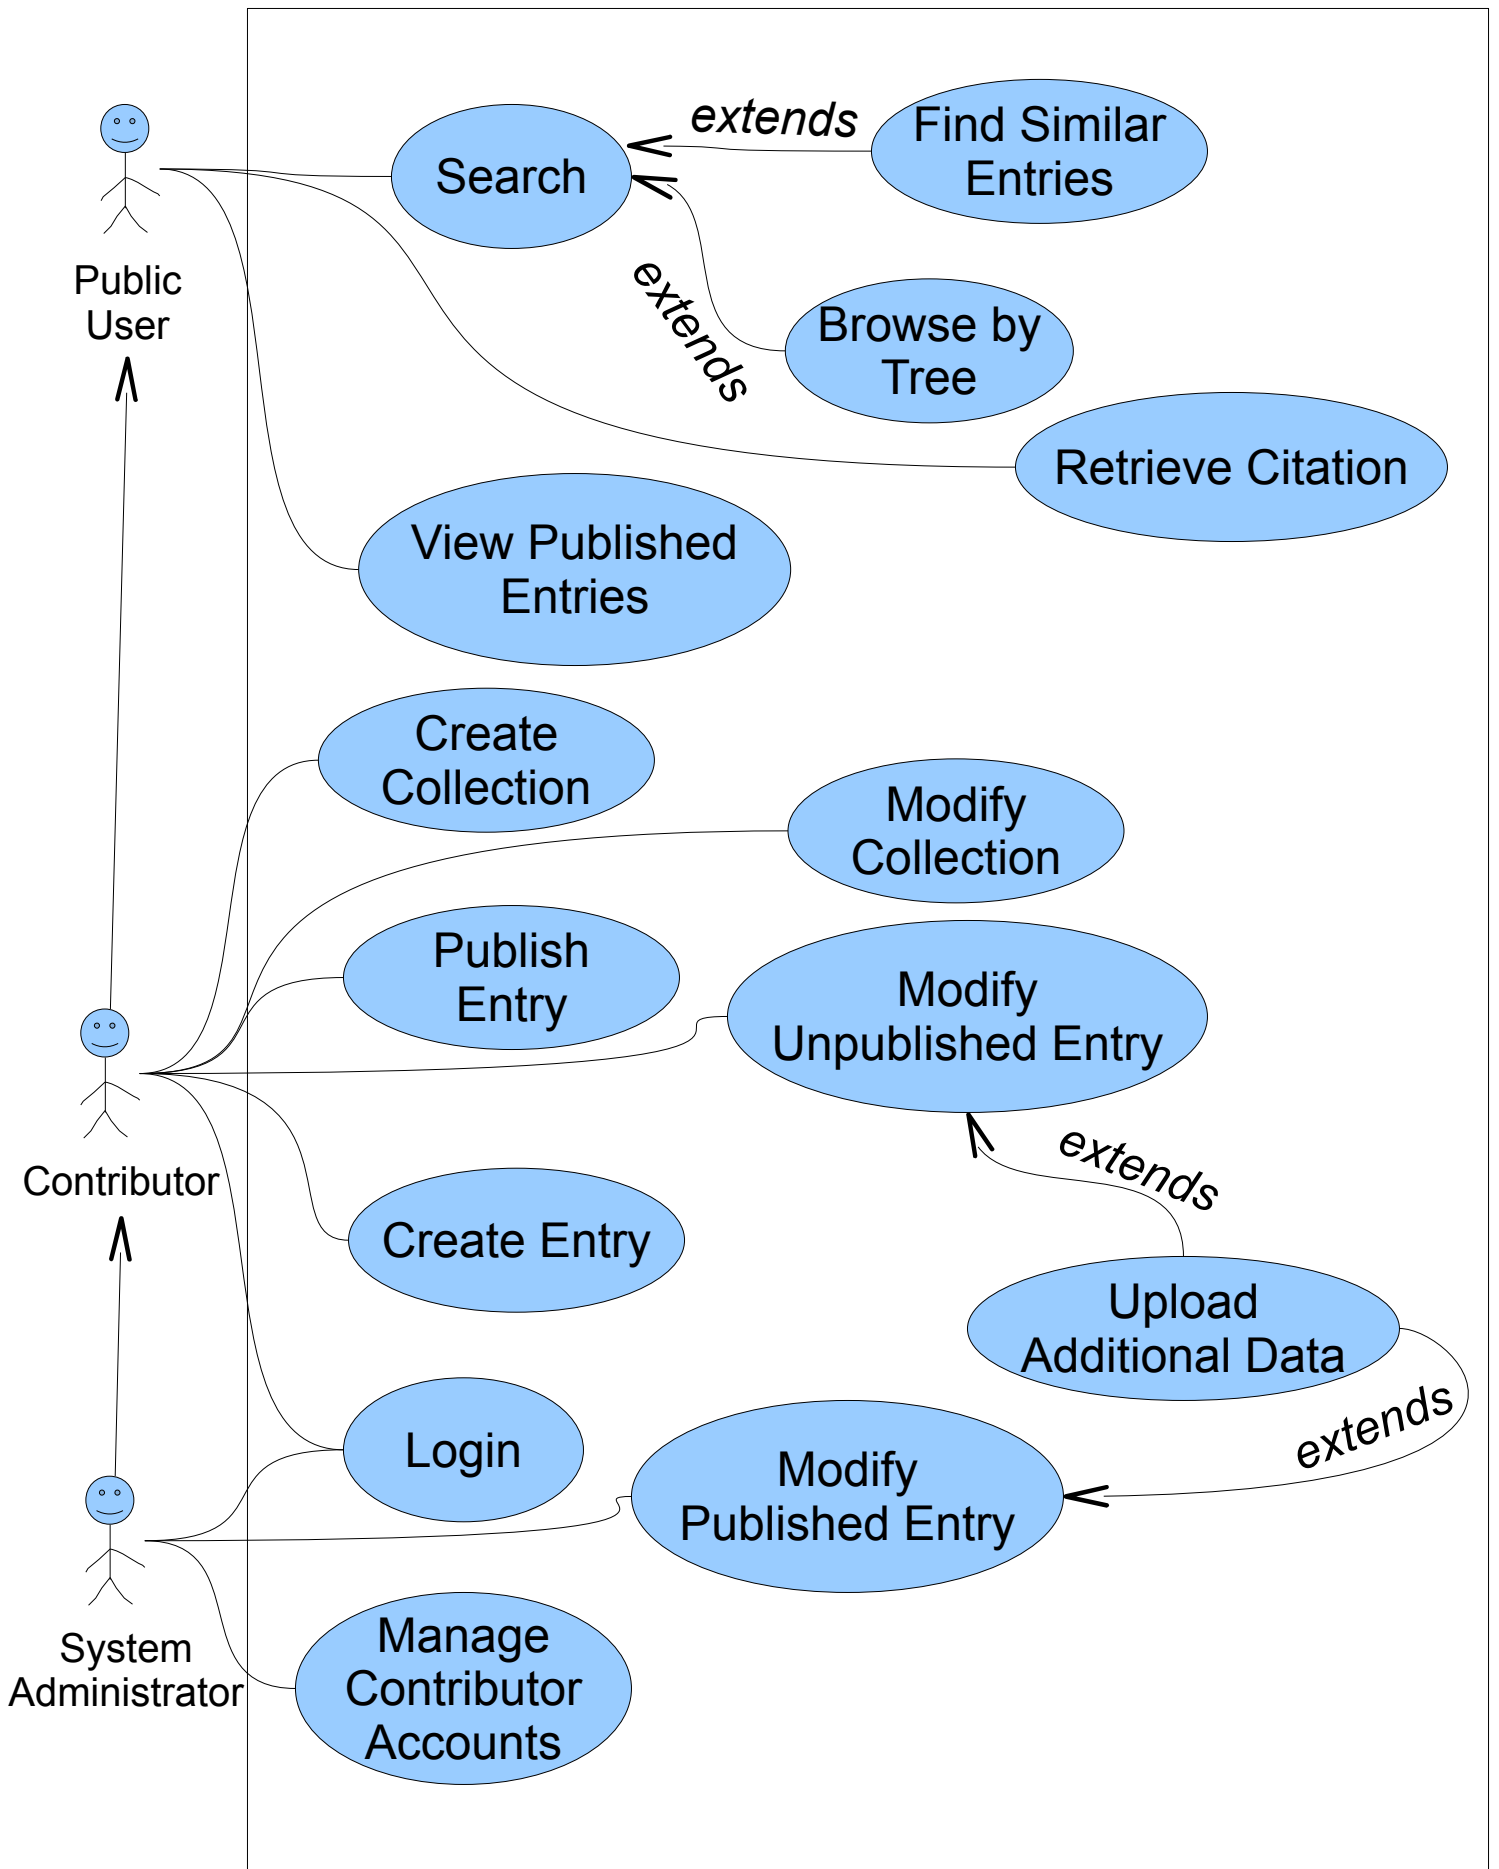 extends
Find Similar
Entries
Search
Public
User
extends
Browse by
Tree
Retrieve Citation
View Published
Entries
Create
Collection
Modify
Collection
Publish
Entry
Modify
Unpublished Entry
Contributor
extends
Create Entry
Upload
Additional Data
extends
Login
Modify
Published Entry
System
Administrator
Manage
Contributor
Accounts